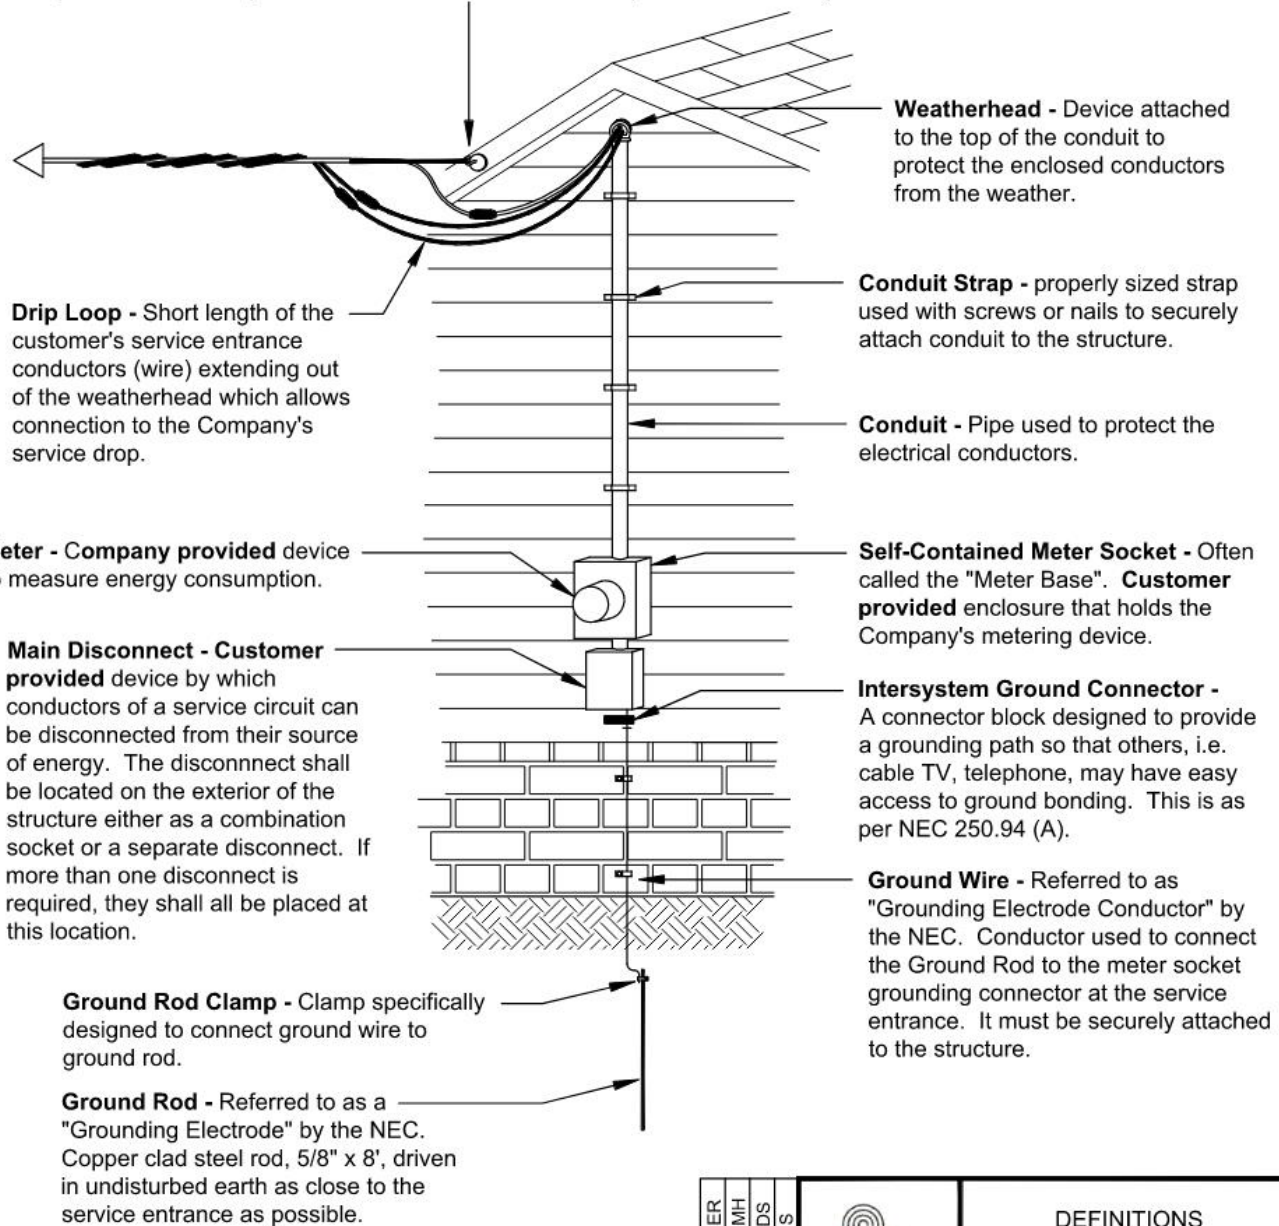 Weatherhead - Device attached
to the top of the conduit to
protect the enclosed conductors
from the weather.
Drip Loop - Short length of the
customer's service entrance
conductors (wire) extending out
of the weatherhead which allows
connection to the Company's
service drop.
Conduit Strap - properly sized strap
used with screws or nails to securely
attach conduit to the structure.
Conduit - Pipe used to protect the
electrical conductors.
eter - Company provided device
measure energy consumption.
Self-Contained Meter Socket - Often
called the "Meter Base". Customer
provided enclosure that holds the
Company's metering device.
Main Disconnect - Customer
provided device by which
conductors of a service circuit can
be disconnected from their source
of energy. The disconnnect shall
be located on the exterior of the
structure either as a combination
socket or a separate disconnect. If
more than one disconnect is
required, they shall all be placed at
this location.
Intersystem Ground Connector -
A connector block designed to provide
a grounding path so that others, i.e.
cable TV, telephone, may have easy
access to ground bonding. This is as
per NEC 250.94 (A).
Ground Wire - Referred to as
"Grounding Electrode Conductor" by
the NEC. Conductor used to connect
the Ground Rod to the meter socket
grounding connector at the service
entrance. It must be securely attached
to the structure.
Ground Rod Clamp - Clamp specifically
designed to connect ground wire to
ground rod.
Ground Rod - Referred to as a
"Grounding Electrode" by the NEC.
Copper clad steel rod, 5/8" x 8', driven
in undisturbed earth as close to the
service entrance as possible.
ER
MH
DS
S
DEFINITIONS